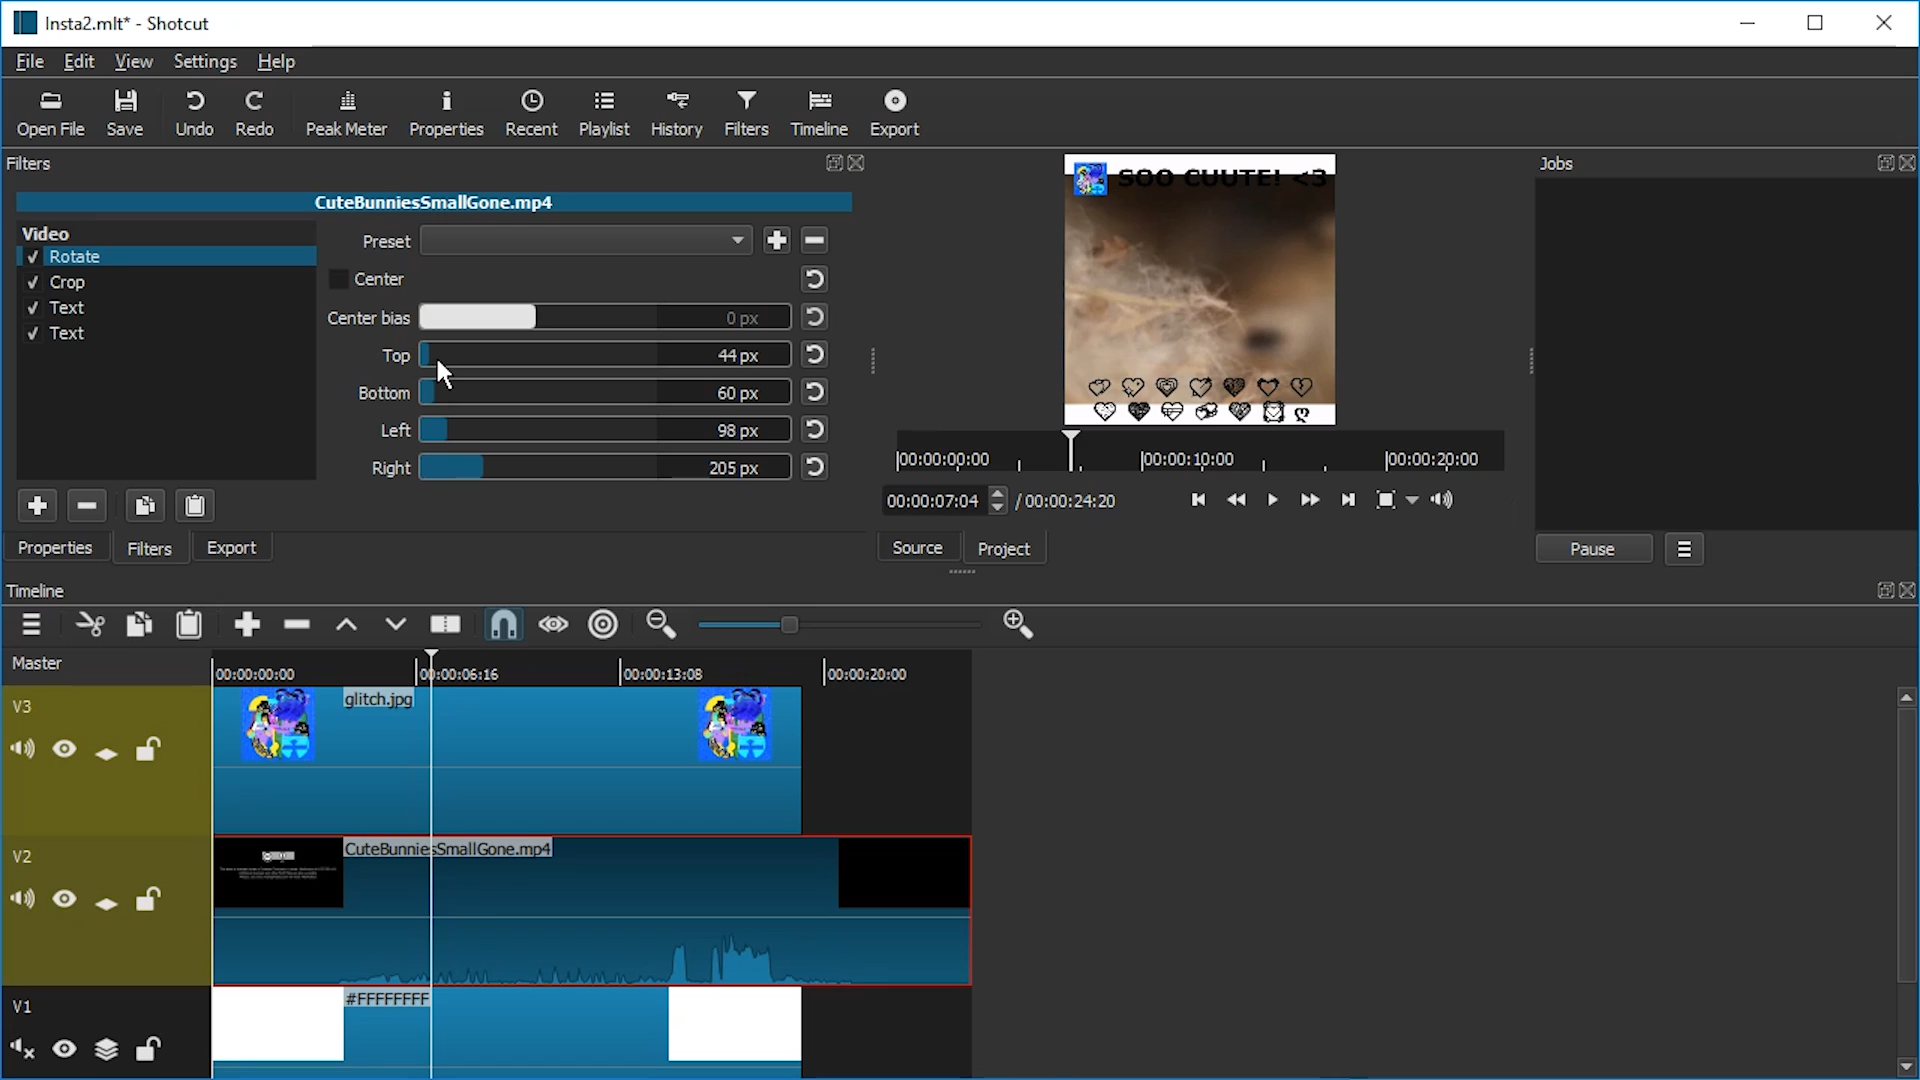 Insta2.mlt* - Shotcut
File Edit View Settings Help
Open File Save Undo Redo Peak Meter Properties Recent Playlist History Filters Timeline Export
Filters
CuteBunniesSmallGone.mp4
Video
✓ Rotate
✓ Crop
✓ Text
✓ Text
Preset
Center
Center bias 0 px
Top 44 px
Bottom 60 px
Left 98 px
Right 205 px
Properties Filters Export
SOO CUUTE! <3
00:00:00:00 00:00:10:00 00:00:20:00
00:00:07:04 / 00:00:24:20
Source Project
Jobs
Pause
Timeline
Master
00:00:00:00 00:00:06:16 00:00:13:08 00:00:20:00
V3
glitch.jpg
V2
CuteBunniesSmallGone.mp4
V1
#FFFFFFFF